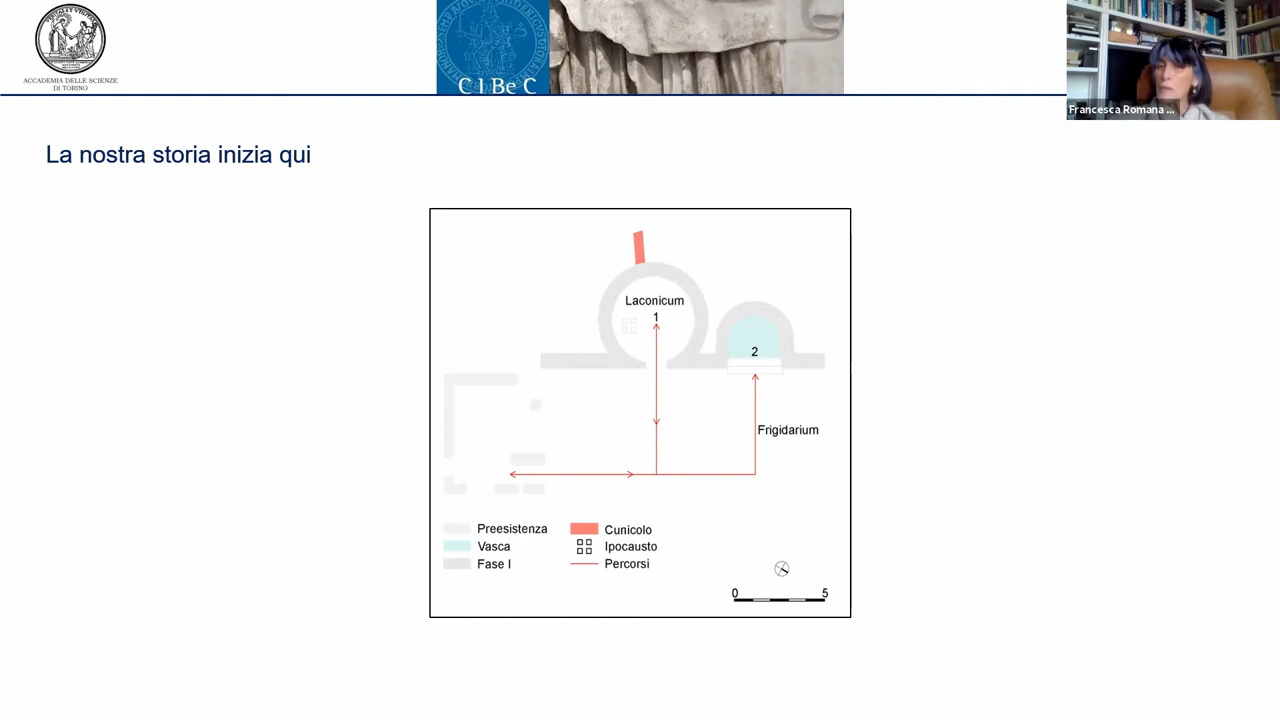 ACCADEMIA DELLE SCIENZE
DI TORINO
C I Be C
Francesca Romana ...
La nostra storia inizia qui
Laconicum
1
2
Frigidarium
Preesistenza
Vasca
Fase I
Cunicolo
Ipocausto
Percorsi
0 5